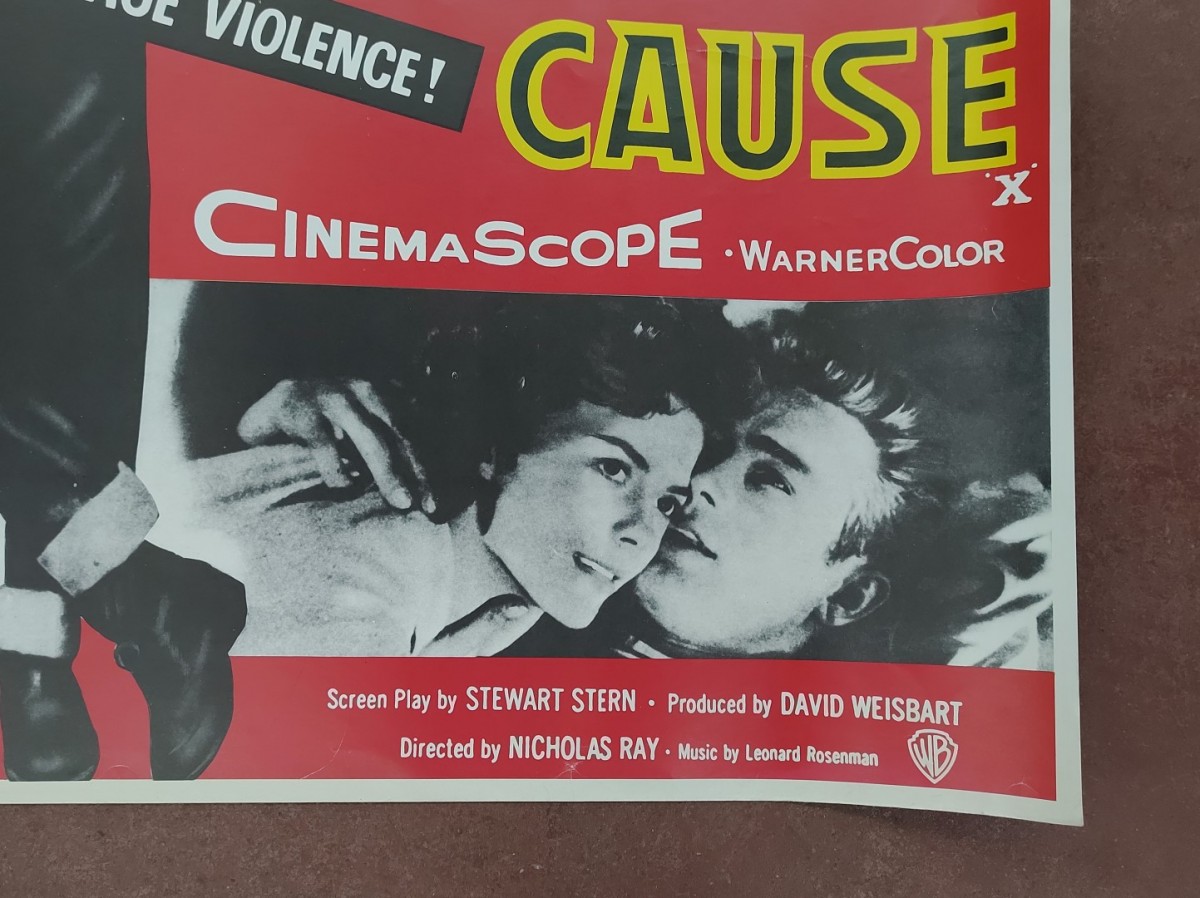 VIOLENCE!
CAUSE
'X'
CINEMASCOPE · WARNERCOLOR
Screen Play by STEWART STERN · Produced by DAVID WEISBART
Directed by NICHOLAS RAY · Music by Leonard Rosenman
WB